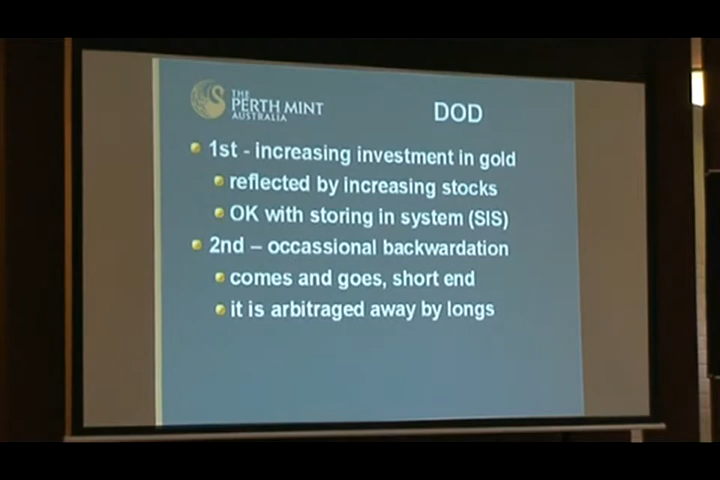 THE
PERTH MINT
AUSTRALIA
DOD
1st - increasing investment in gold
reflected by increasing stocks
OK with storing in system (SIS)
2nd – occassional backwardation
comes and goes, short end
it is arbitraged away by longs